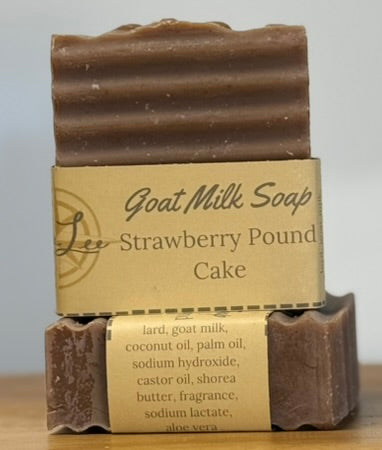 Goat Milk Soap
Lee
Strawberry Pound
Cake
lard, goat milk,
coconut oil, palm oil,
sodium hydroxide,
castor oil, shorea
butter, fragrance,
sodium lactate,
aloe vera